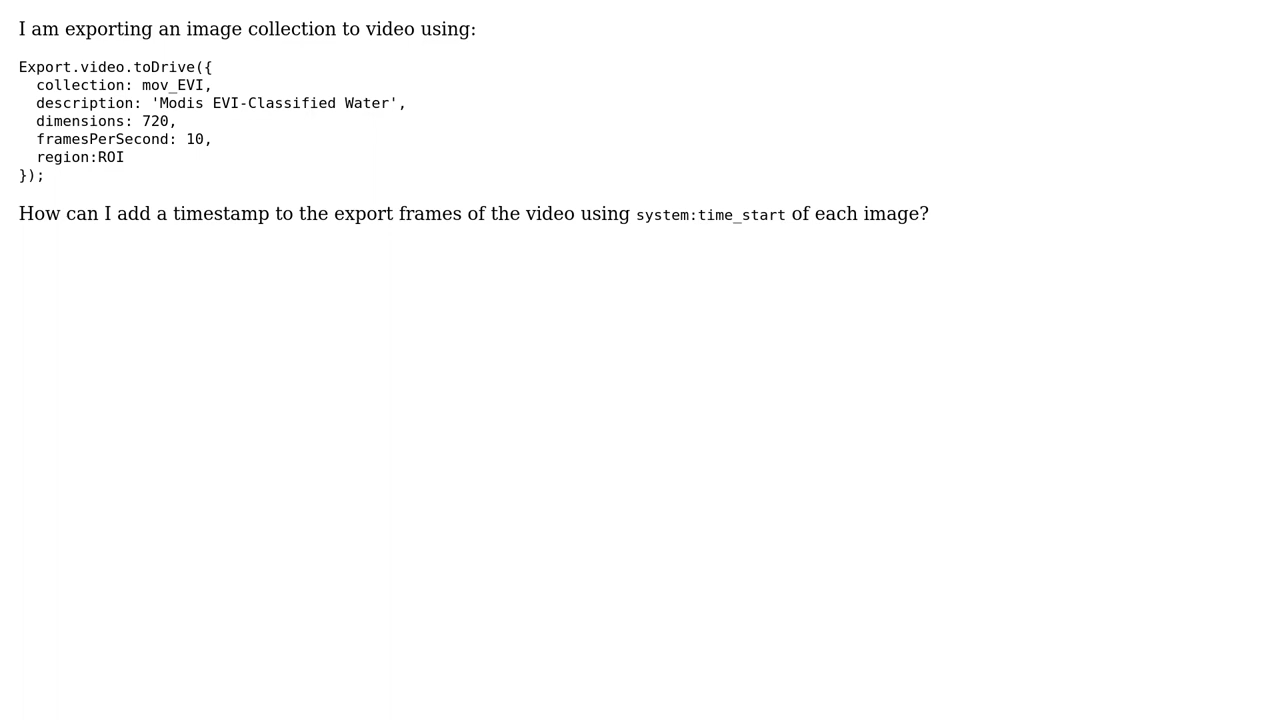 I am exporting an image collection to video using:
Export.video.toDrive({
  collection: mov_EVI,
  description: 'Modis EVI-Classified Water',
  dimensions: 720,
  framesPerSecond: 10,
  region:ROI
});
How can I add a timestamp to the export frames of the video using system:time_start of each image?